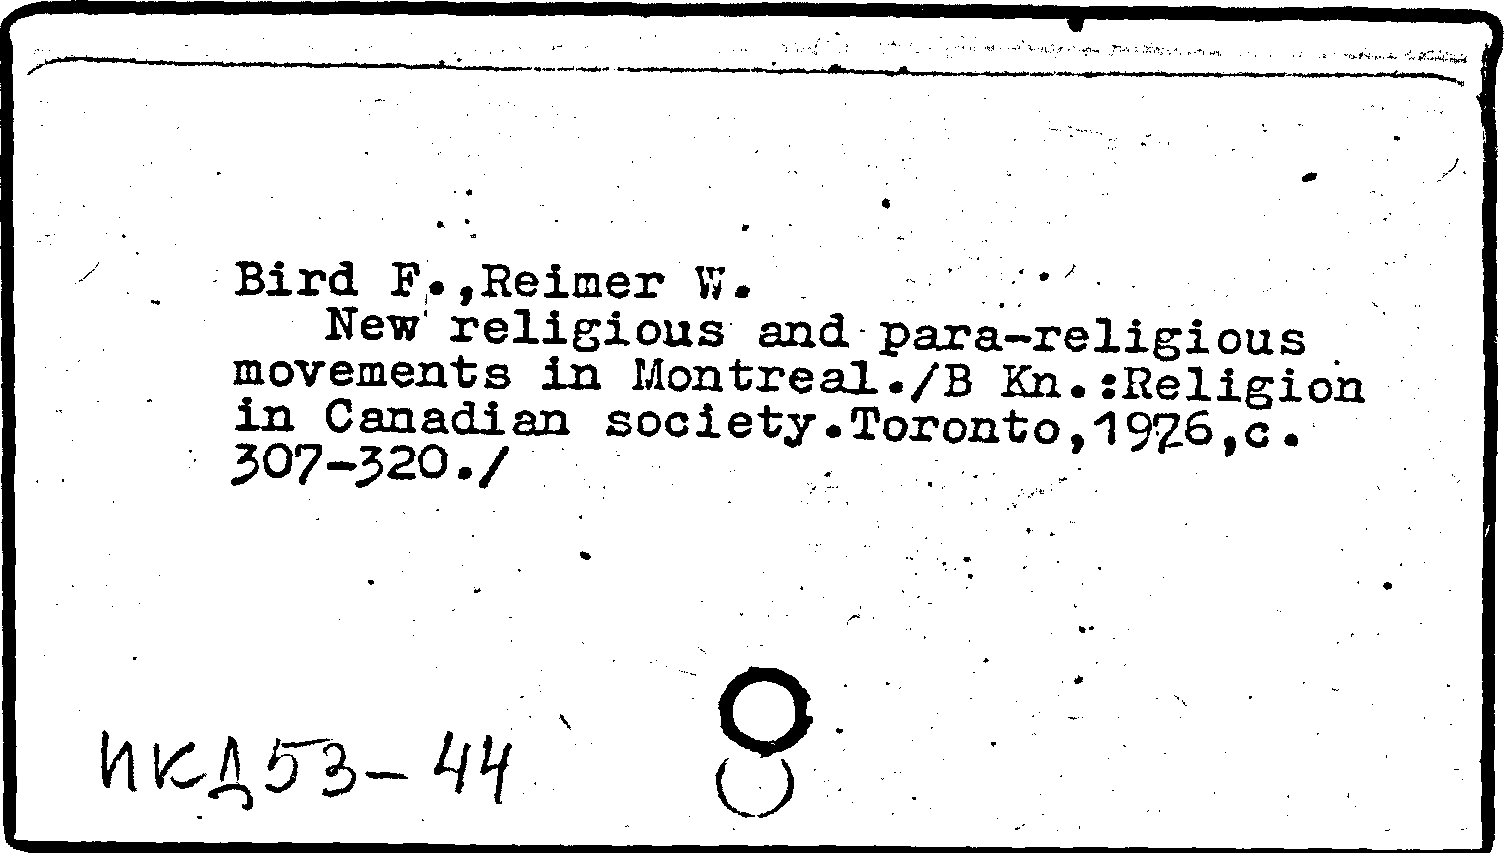 Bird F.,Reimer W.
New religious and para-religious
movements in Montreal./B Kn.:Religion
in Canadian society.Toronto,1976,c.
307-320./
ИКД53-44